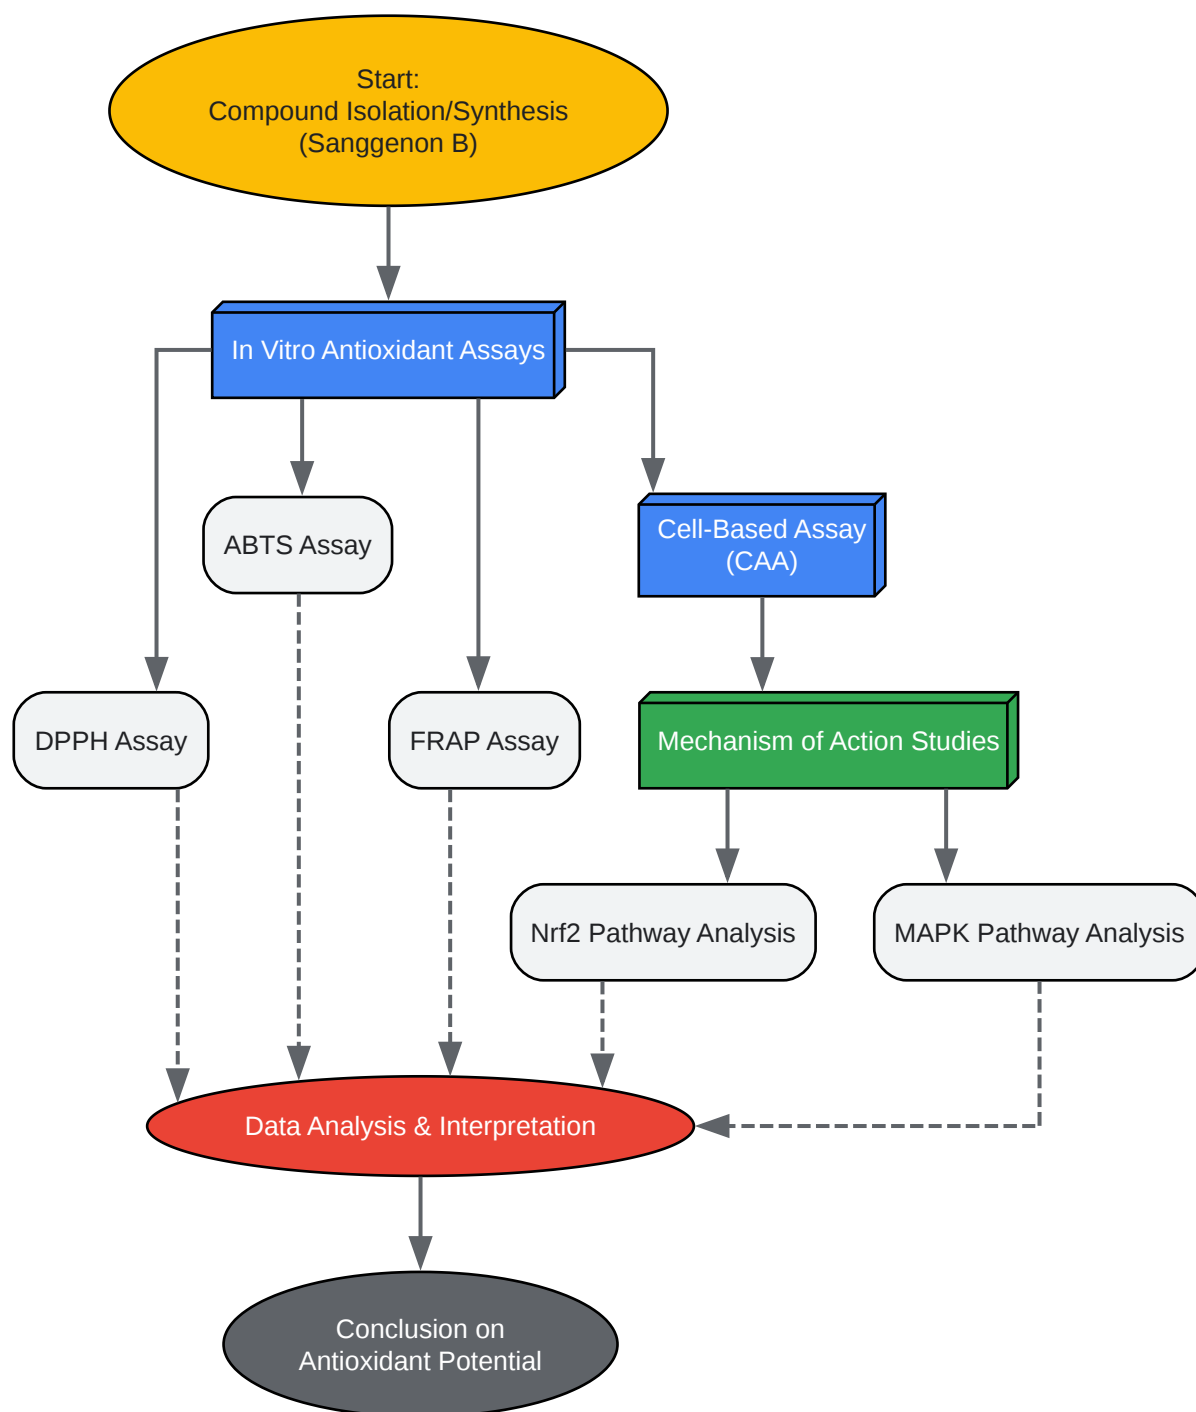 Start:
Compound Isolation/Synthesis
(Sanggenon B)
In Vitro Antioxidant Assays
ABTS Assay
Cell-Based Assay
(CAA)
DPPH Assay
FRAP Assay
Mechanism of Action Studies
Nrf2 Pathway Analysis
MAPK Pathway Analysis
Data Analysis & Interpretation
Conclusion on
Antioxidant Potential